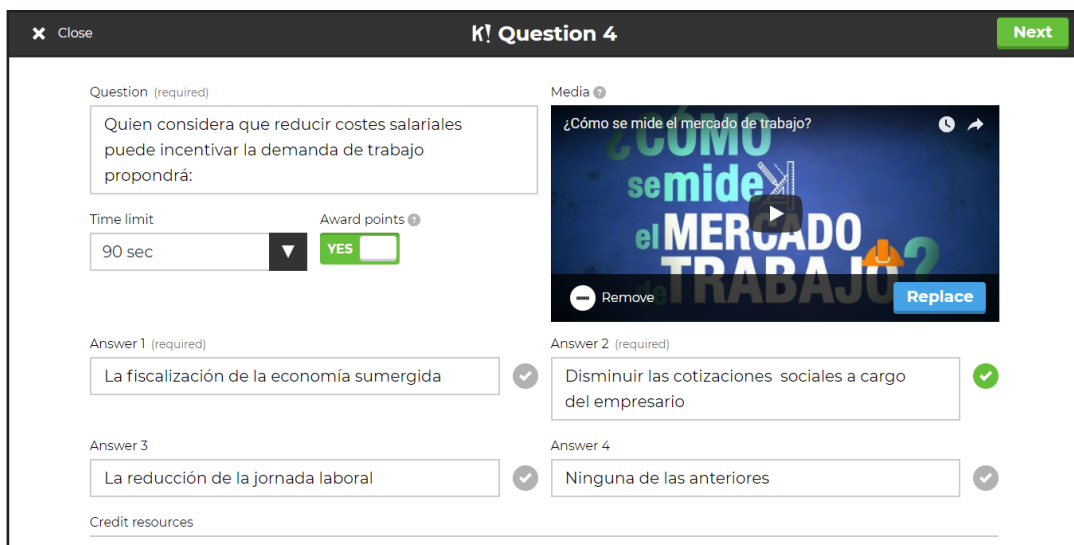 Close
K! Question 4
Next
Question (required)
Quien considera que reducir costes salariales
puede incentivar la demanda de trabajo
propondrá:
Time limit
90 sec
Award points
YES
Media
¿Cómo se mide el mercado de trabajo?
¿CÓMO
se mide
el MERCADO
de TRABAJO?
Remove
Replace
Answer 1 (required)
La fiscalización de la economía sumergida
Answer 2 (required)
Disminuir las cotizaciones sociales a cargo
del empresario
Answer 3
La reducción de la jornada laboral
Answer 4
Ninguna de las anteriores
Credit resources